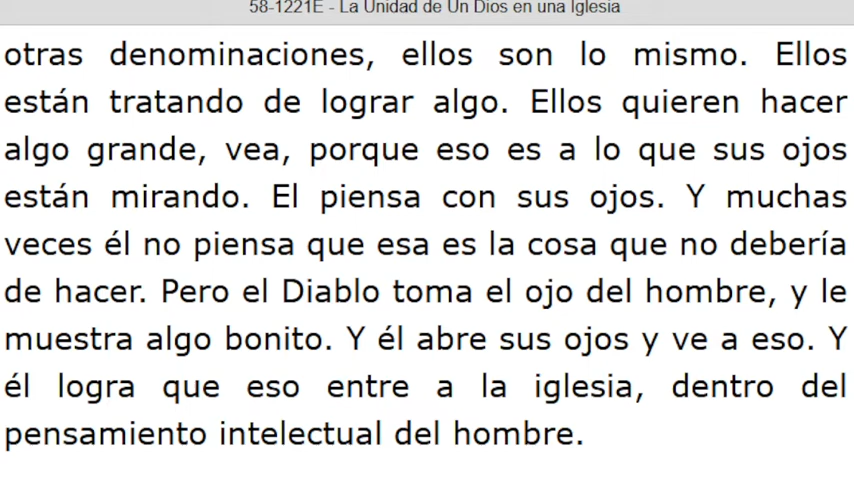 58-1221E - La Unidad de Un Dios en una Iglesia
otras denominaciones, ellos son lo mismo. Ellos
están tratando de lograr algo. Ellos quieren hacer
algo grande, vea, porque eso es a lo que sus ojos
están mirando. El piensa con sus ojos. Y muchas
veces él no piensa que esa es la cosa que no debería
de hacer. Pero el Diablo toma el ojo del hombre, y le
muestra algo bonito. Y él abre sus ojos y ve a eso. Y
él logra que eso entre a la iglesia, dentro del
pensamiento intelectual del hombre.